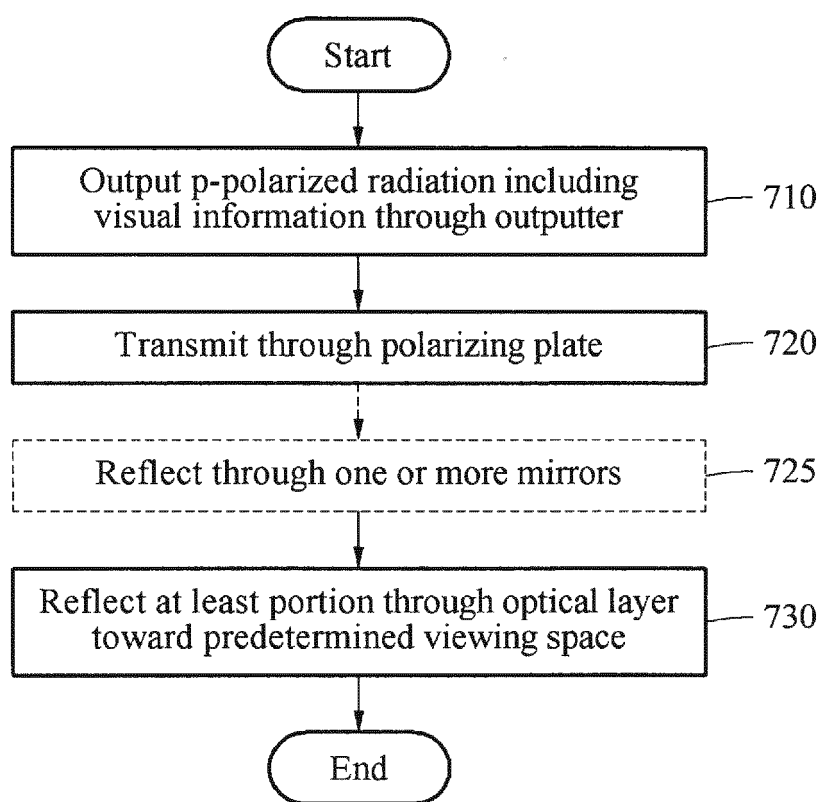 Start
Output p-polarized radiation including
visual information through outputter
710
Transmit through polarizing plate
720
Reflect through one or more mirrors
725
Reflect at least portion through optical layer
toward predetermined viewing space
730
End